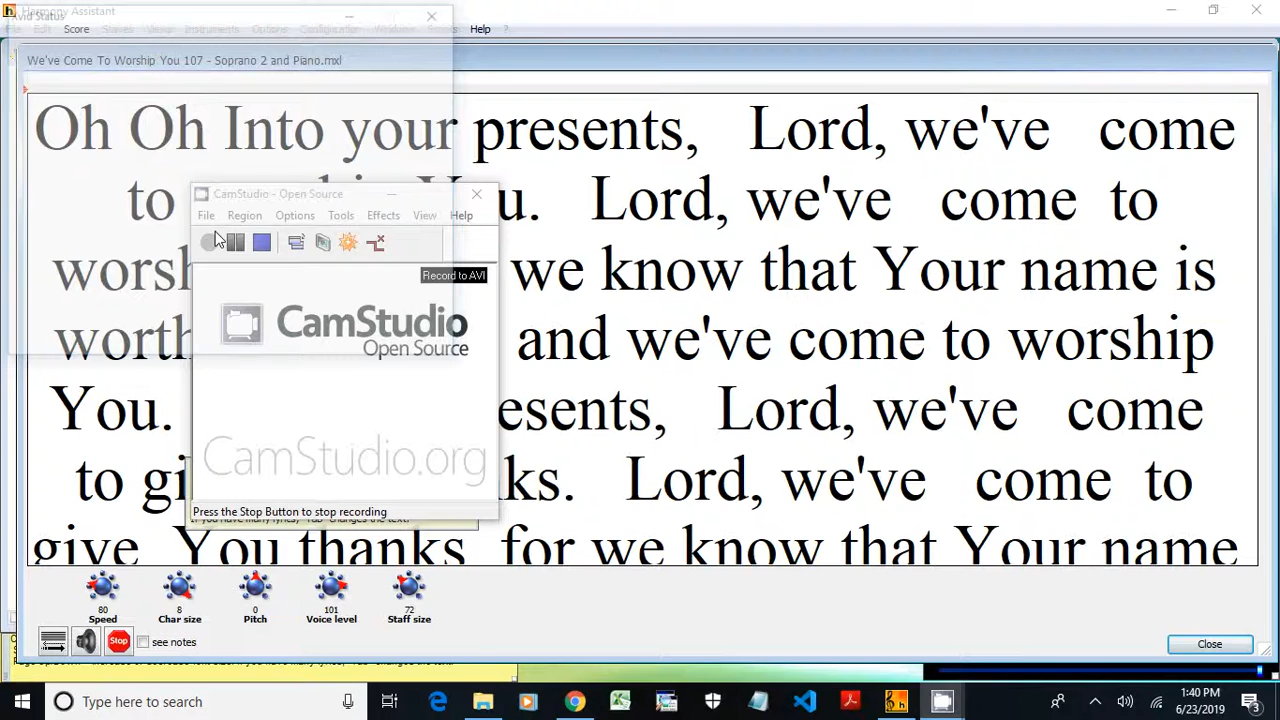 Harmony Assistant
Avid Status
Score Help
We've Come To Worship You 107 - Soprano 2 and Piano.mxl
Oh Oh Into your presents, Lord, we've come
to u. Lord, we've come to
worsh we know that Your name is
worth and we've come to worship
You. esents, Lord, we've come
to gi ks. Lord, we've come to
give You thanks for we know that Your name
CamStudio - Open Source
File Region Options Tools Effects View Help
Record to AVI
CamStudio
Open Source
CamStudio.org
Press the Stop Button to stop recording
80 8 0 101 72
Speed Char size Pitch Voice level Staff size
Stop see notes
Close
Type here to search
1:40 PM
6/23/2019
3